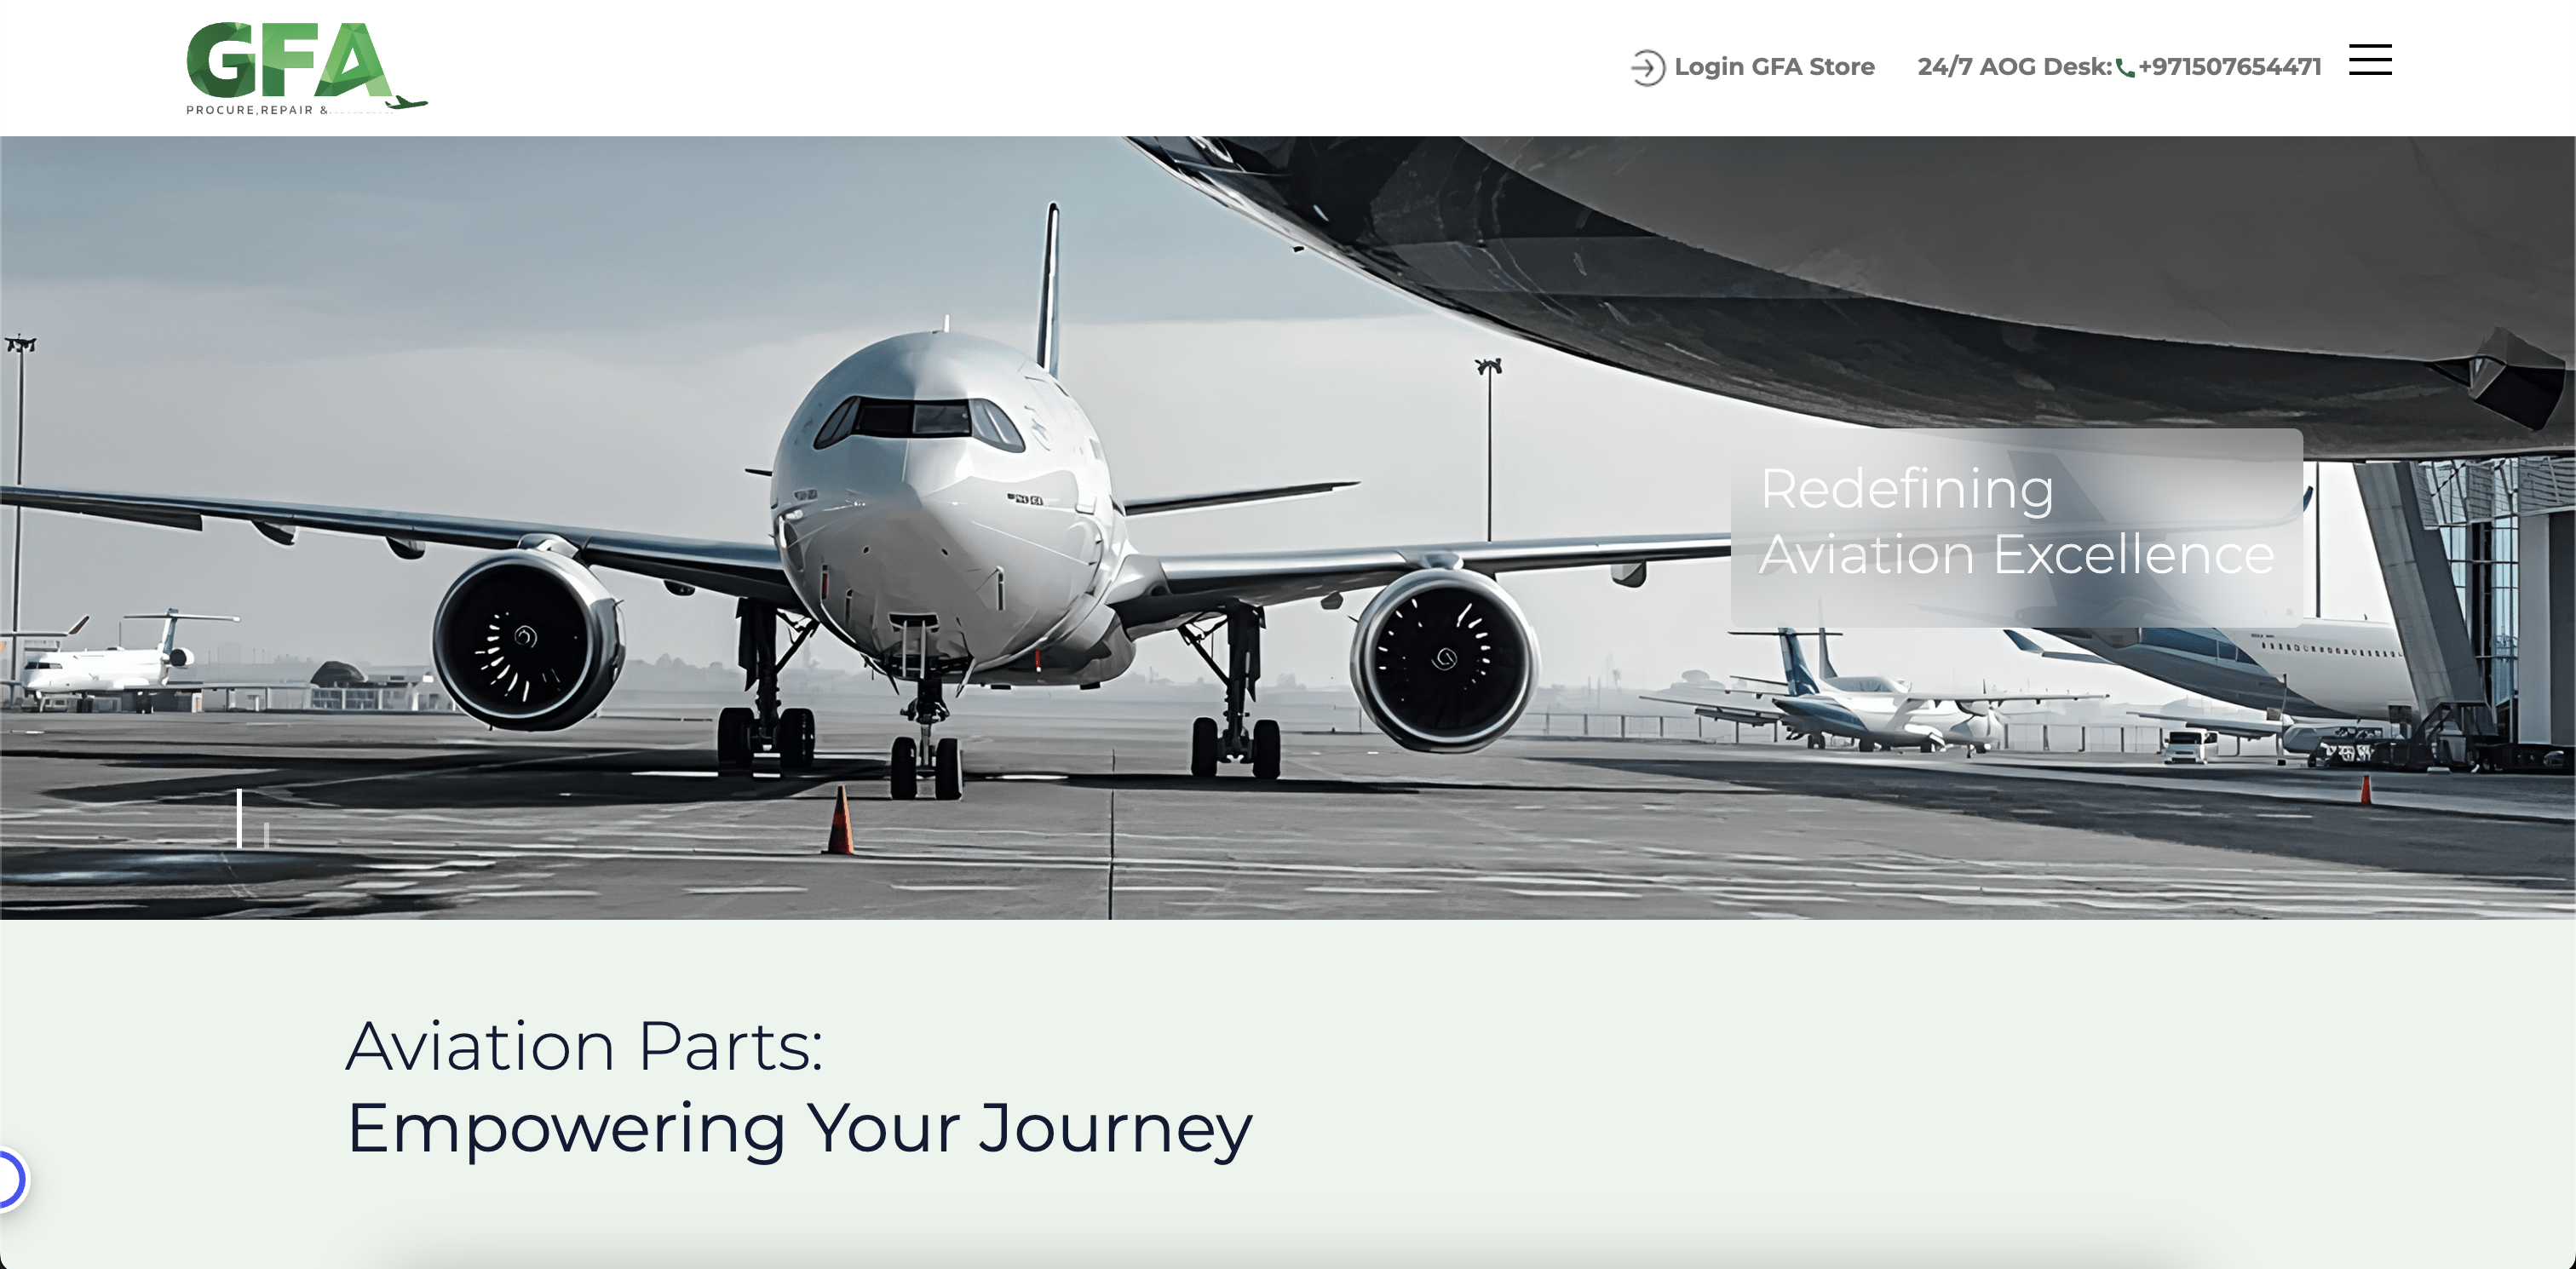 GFA
PROCURE,REPAIR &
Login GFA Store
24/7 AOG Desk: +971507654471
Redefining
Aviation Excellence
Aviation Parts:
Empowering Your Journey